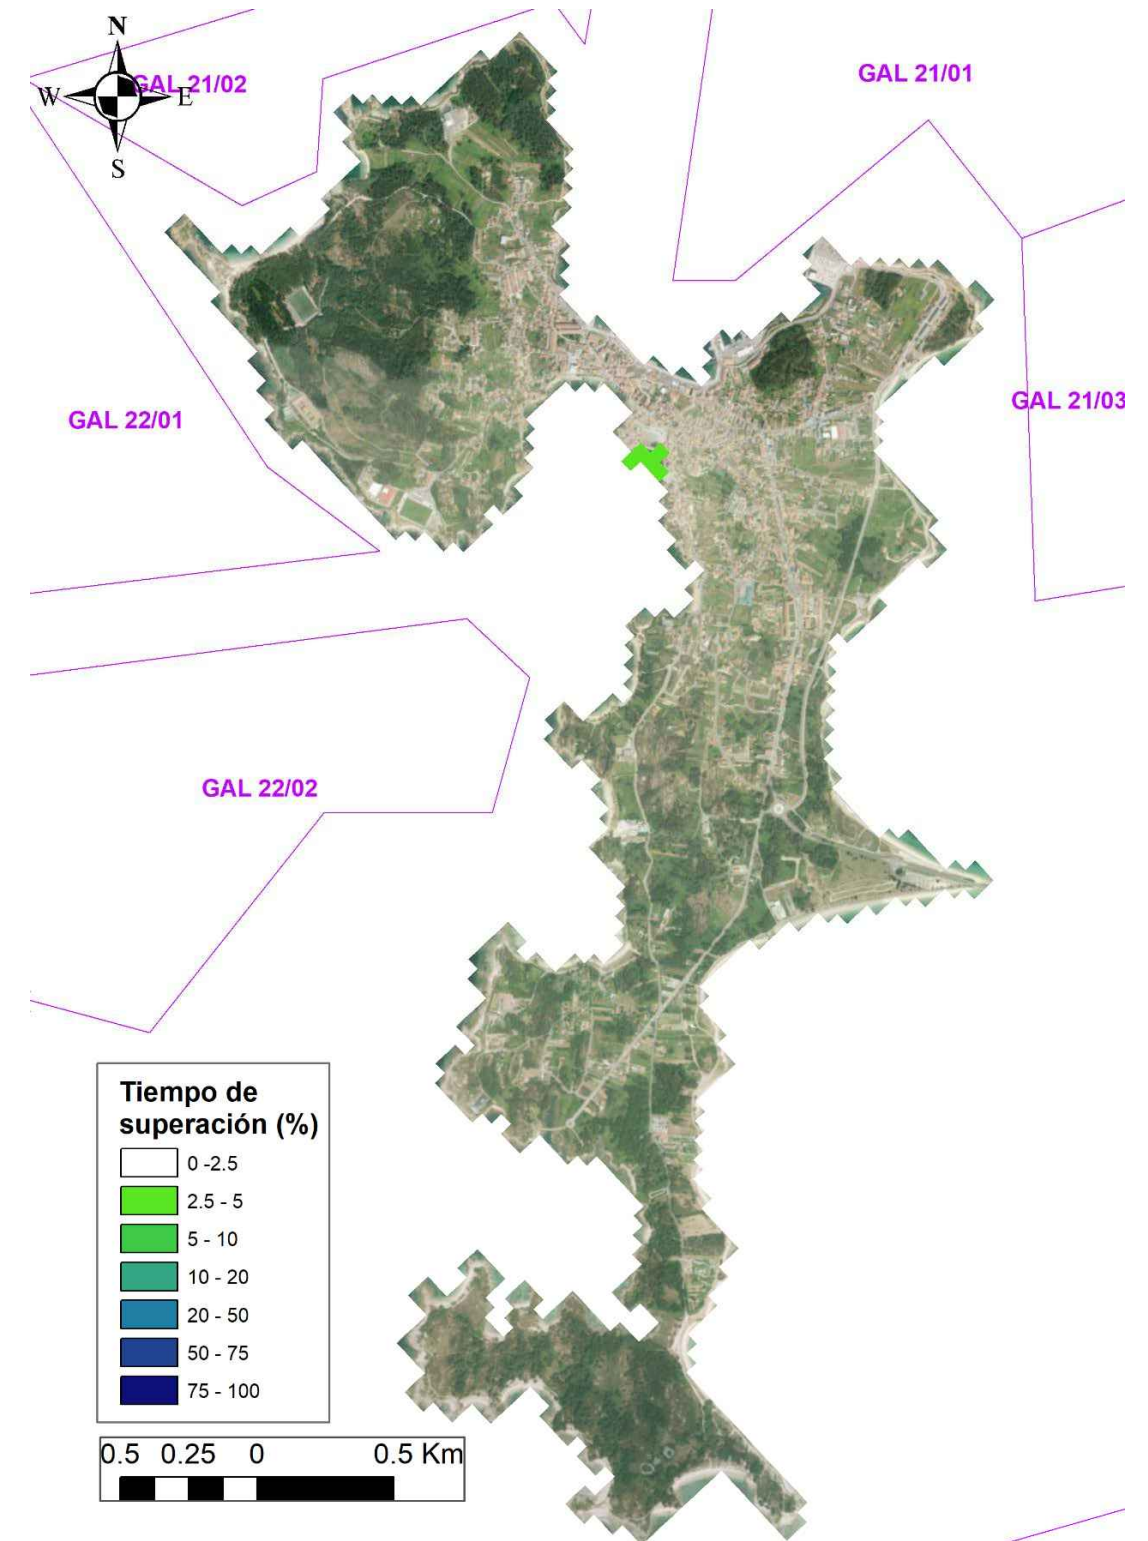 N
W
E
S
GAL 21/02
GAL 21/01
GAL 22/01
GAL 21/03
GAL 22/02
Tiempo de
superación (%)
0 -2.5
2.5 - 5
5 - 10
10 - 20
20 - 50
50 - 75
75 - 100
0.5 0.25 0 0.5 Km